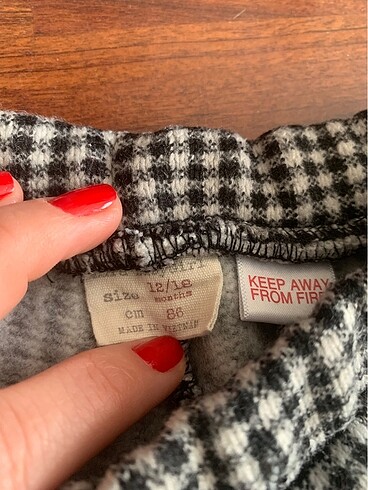 size 12/18
months
cm 86
MADE IN VIETNAM
KEEP AWAY
FROM FIRE